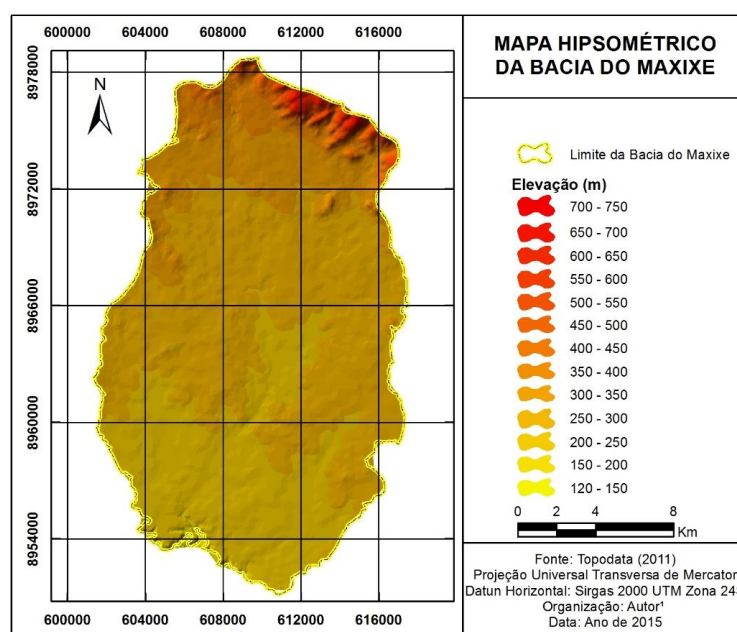 600000 604000 608000 612000 616000
8978000
8972000
8966000
8960000
8954000
N
600000 604000 608000 612000 616000
MAPA HIPSOMÉTRICO
DA BACIA DO MAXIXE
Limite da Bacia do Maxixe
Elevação (m)
700 - 750
650 - 700
600 - 650
550 - 600
500 - 550
450 - 500
400 - 450
350 - 400
300 - 350
250 - 300
200 - 250
150 - 200
120 - 150
0 2 4 8
Km
Fonte: Topodata (2011)
Projeção Universal Transversa de Mercator
Datun Horizontal: Sirgas 2000 UTM Zona 24
Organização: Autor¹
Data: Ano de 2015